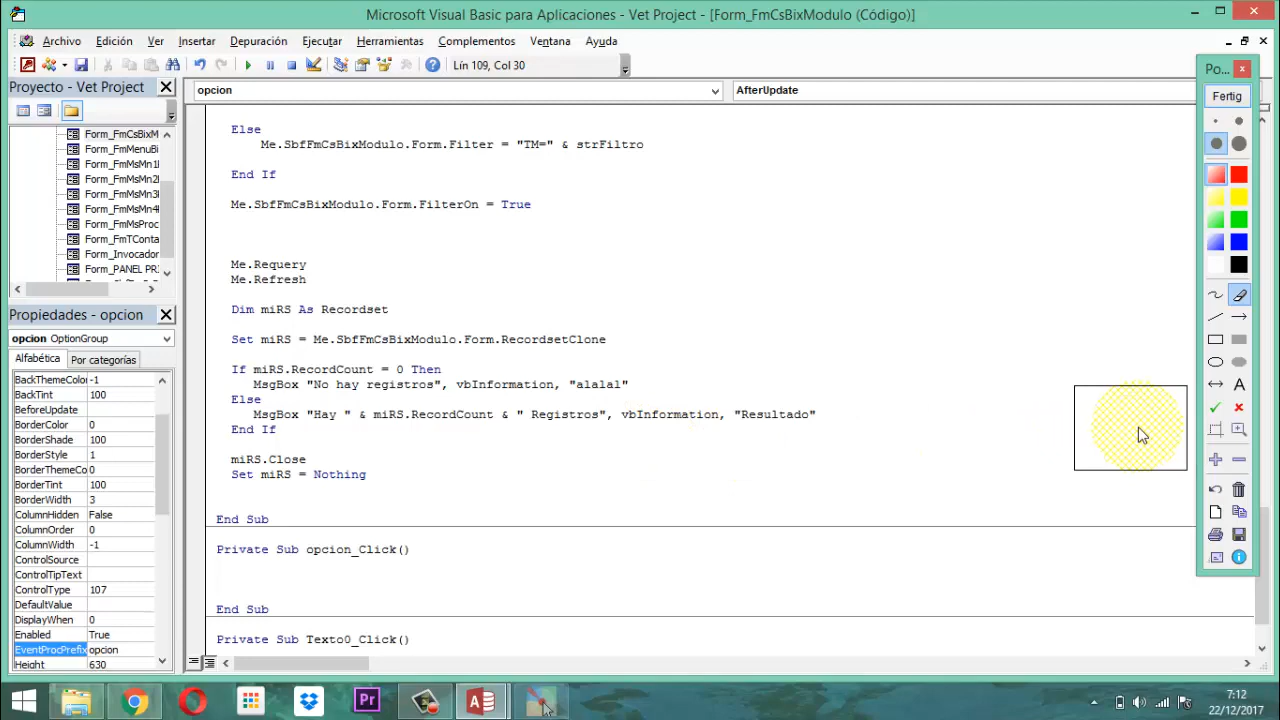 Microsoft Visual Basic para Aplicaciones - Vet Project - [Form_FmCsBixModulo (Código)]
Archivo Edición Ver Insertar Depuración Ejecutar Herramientas Complementos Ventana Ayuda
Lín 109, Col 30
Proyecto - Vet Project
Form_FmCsBixM
Form_FmMenuBi
Form_FmMsMn1
Form_FmMsMn2
Form_FmMsMn3
Form_FmMsMn4
Form_FmMsProc
Form_FmTConta
Form_Invocador
Form_PANEL PR
Propiedades - opcion
opcion OptionGroup
Alfabética Por categorías
BackThemeColo -1
BackTint 100
BeforeUpdate
BorderColor 0
BorderShade 100
BorderStyle 1
BorderThemeCo 0
BorderTint 100
BorderWidth 3
ColumnHidden False
ColumnOrder 0
ColumnWidth -1
ControlSource
ControlTipText
ControlType 107
DefaultValue
DisplayWhen 0
Enabled True
EventProcPrefix opcion
Height 630
opcion AfterUpdate
Else
Me.SbfFmCsBixModulo.Form.Filter = "TM=" & strFiltro
End If
Me.SbfFmCsBixModulo.Form.FilterOn = True
Me.Requery
Me.Refresh
Dim miRS As Recordset
Set miRS = Me.SbfFmCsBixModulo.Form.RecordsetClone
If miRS.RecordCount = 0 Then
MsgBox "No hay registros", vbInformation, "alalal"
Else
MsgBox "Hay " & miRS.RecordCount & " Registros", vbInformation, "Resultado"
End If
miRS.Close
Set miRS = Nothing
End Sub
Private Sub opcion_Click()
End Sub
Private Sub Texto0_Click()
Po...
Fertig
A
Pr
7:12
22/12/2017